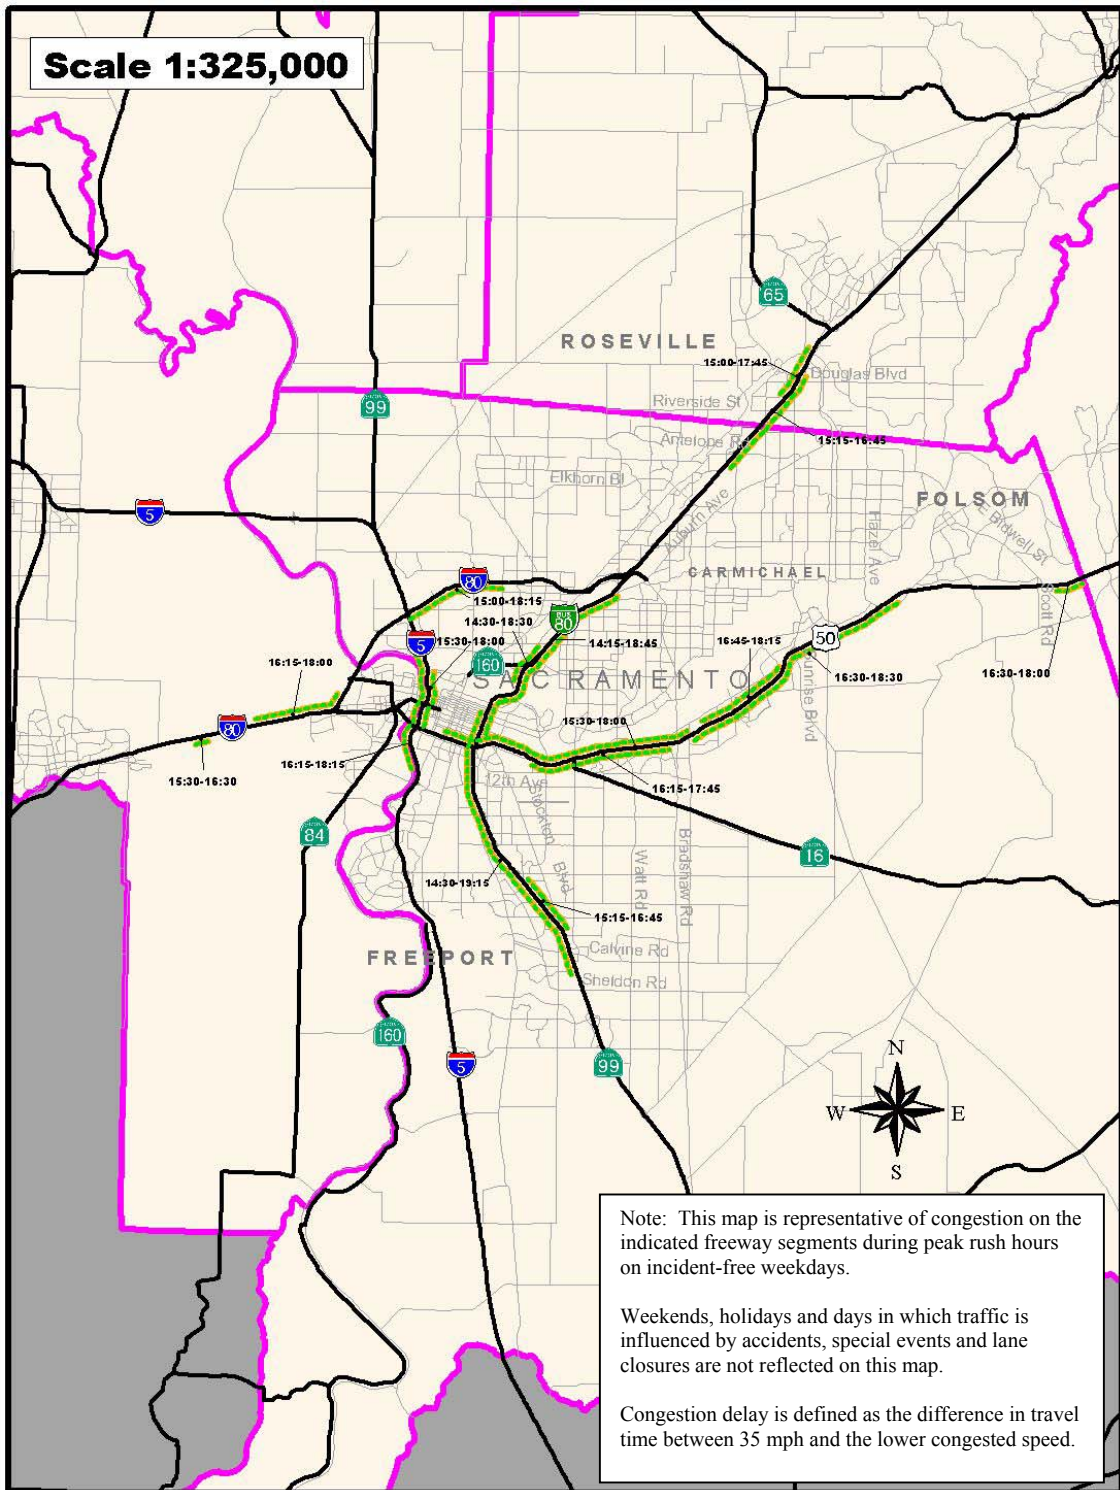 Scale 1:325,000
65
ROSEVILLE
15:00-17:45
Douglas Blvd
Riverside St
99
15:15-16:45
Antelope Rd
Elkhorn Bl
FOLSOM
5
Auburn Ave
Hazel Ave
E Bidwell St
CARMICHAEL
80
15:00-18:15
Scott Rd
BUS
80
14:30-18:30
5
15:30-18:00
14:15-18:45
16:45-18:15
50
160
16:15-18:00
SACRAMENTO
16:30-18:30
16:30-18:00
Sunrise Blvd
80
15:30-18:00
15:30-16:30
16:15-18:15
12th Ave
16:15-17:45
Stockton Blvd
84
16
Watt Rd
Bradshaw Rd
14:30-19:15
15:15-16:45
Calvine Rd
FREEPORT
Sheldon Rd
160
5
99
N
W
E
S
Note: This map is representative of congestion on the
indicated freeway segments during peak rush hours
on incident-free weekdays.
Weekends, holidays and days in which traffic is
influenced by accidents, special events and lane
closures are not reflected on this map.
Congestion delay is defined as the difference in travel
time between 35 mph and the lower congested speed.